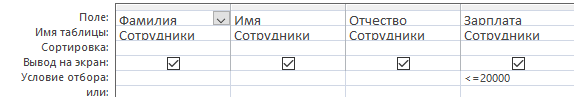 Поле: Фамилия Имя Отчество Зарплата
Имя таблицы: Сотрудники Сотрудники Сотрудники Сотрудники
Сортировка:
Вывод на экран:
Условие отбора: <=20000
или: